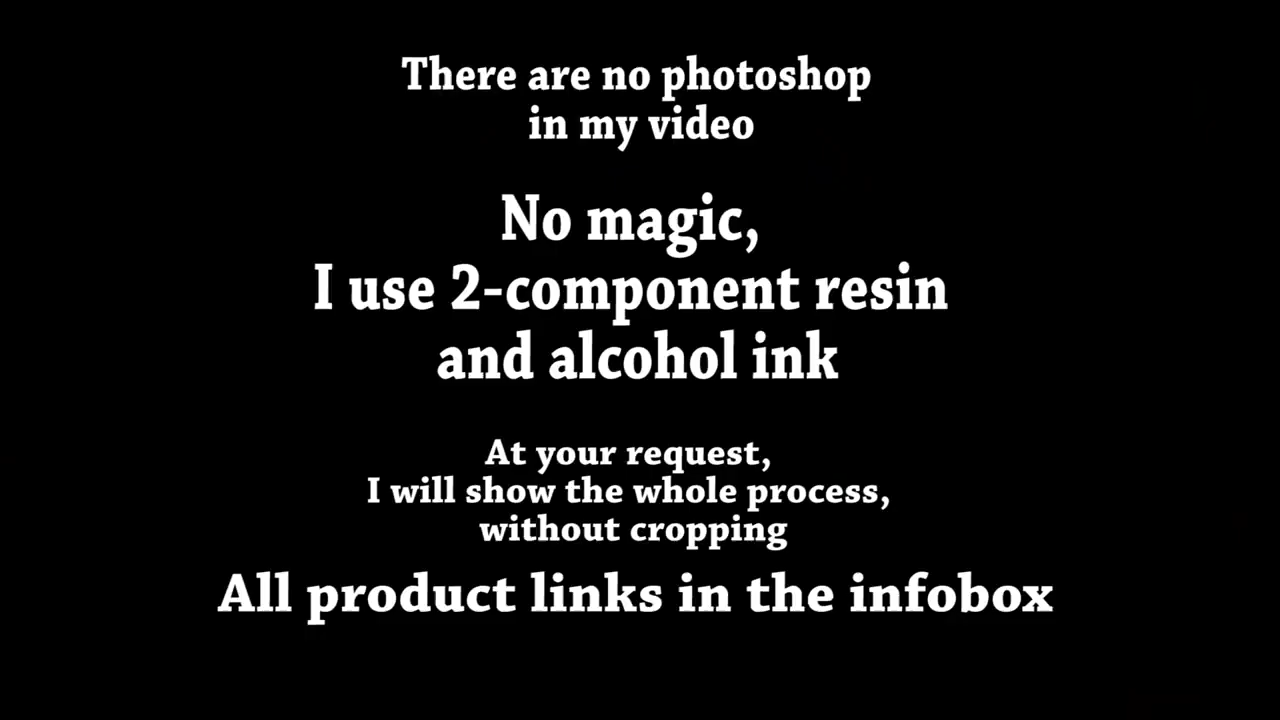 There are no photoshop
in my video
No magic,
I use 2-component resin
and alcohol ink
At your request,
I will show the whole process,
without cropping
All product links in the infobox